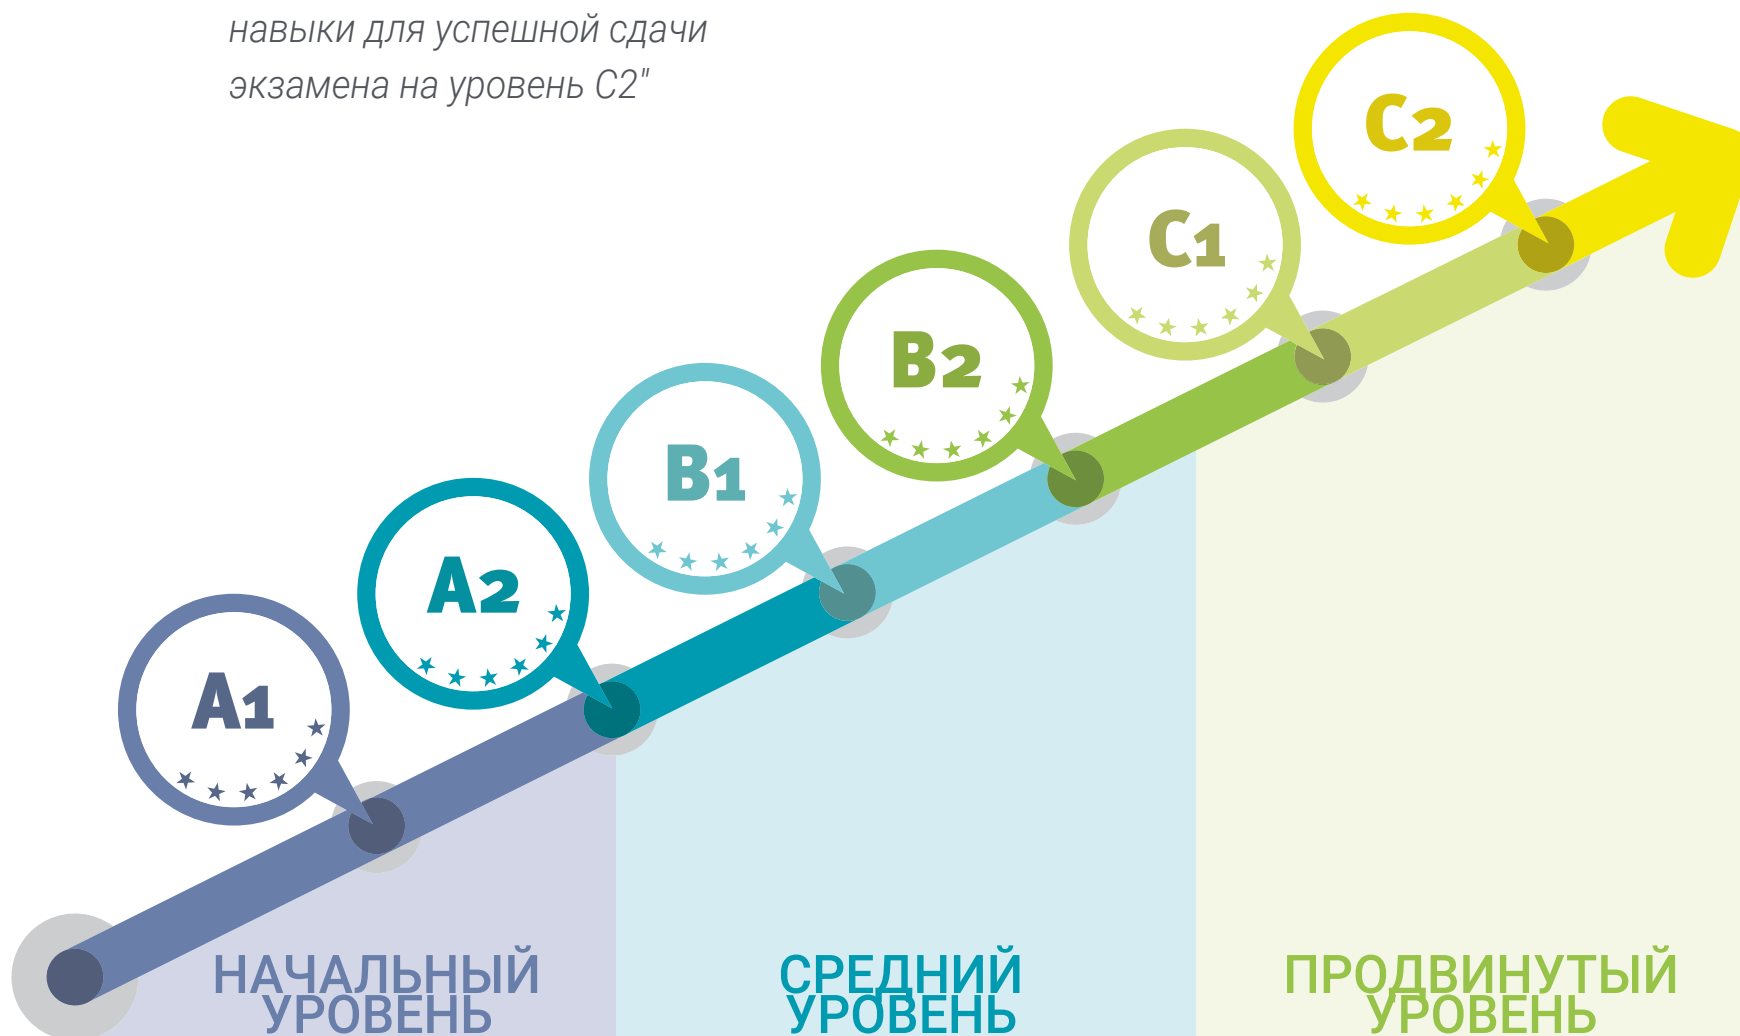 навыки для успешной сдачи
экзамена на уровень C2"
C2
C1
B2
B1
A2
A1
НАЧАЛЬНЫЙ
УРОВЕНЬ
СРЕДНИЙ
УРОВЕНЬ
ПРОДВИНУТЫЙ
УРОВЕНЬ